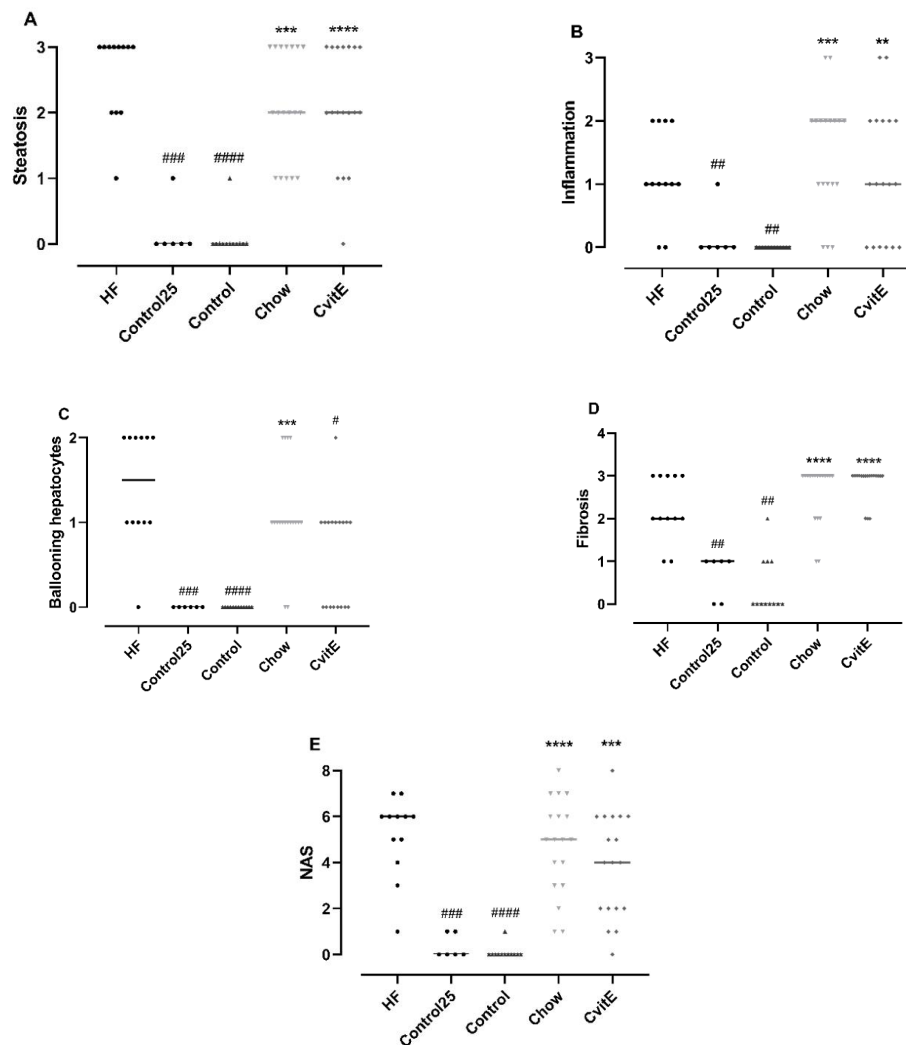 A
Steatosis
3
2
1
0
###
####
***
****
HF
Control25
Control
Chow
CvitE
B
Inflammation
3
2
1
0
##
##
***
**
HF
Control25
Control
Chow
CvitE
C
Ballooning hepatocytes
2
1
0
###
####
***
#
HF
Control25
Control
Chow
CvitE
D
Fibrosis
4
3
2
1
0
##
##
****
****
HF
Control25
Control
Chow
CvitE
E
NAS
8
6
4
2
0
###
####
****
***
HF
Control25
Control
Chow
CvitE